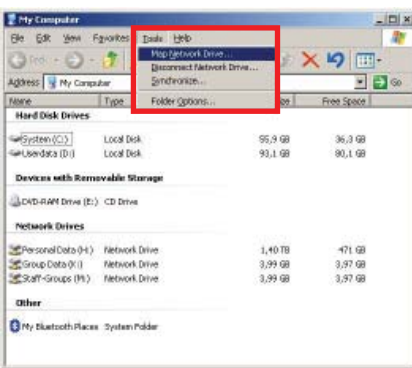 My Computer
File Edit View Favorites Tools Help
Map Network Drive...
Disconnect Network Drive...
Synchronize...
Folder Options...
Address My Computer Go
Name Type Free Space
Hard Disk Drives
System (C:) Local Disk 55,9 GB 36,3 GB
Userdata (D:) Local Disk 93,1 GB 80,1 GB
Devices with Removable Storage
DVD-RAM Drive (E:) CD Drive
Network Drives
Personal Data (H:) Network Drive 1,40 TB 471 GB
Group Data (K:) Network Drive 3,99 GB 3,97 GB
Staff-Groups (M:) Network Drive 3,99 GB 3,97 GB
Other
My Bluetooth Places System Folder